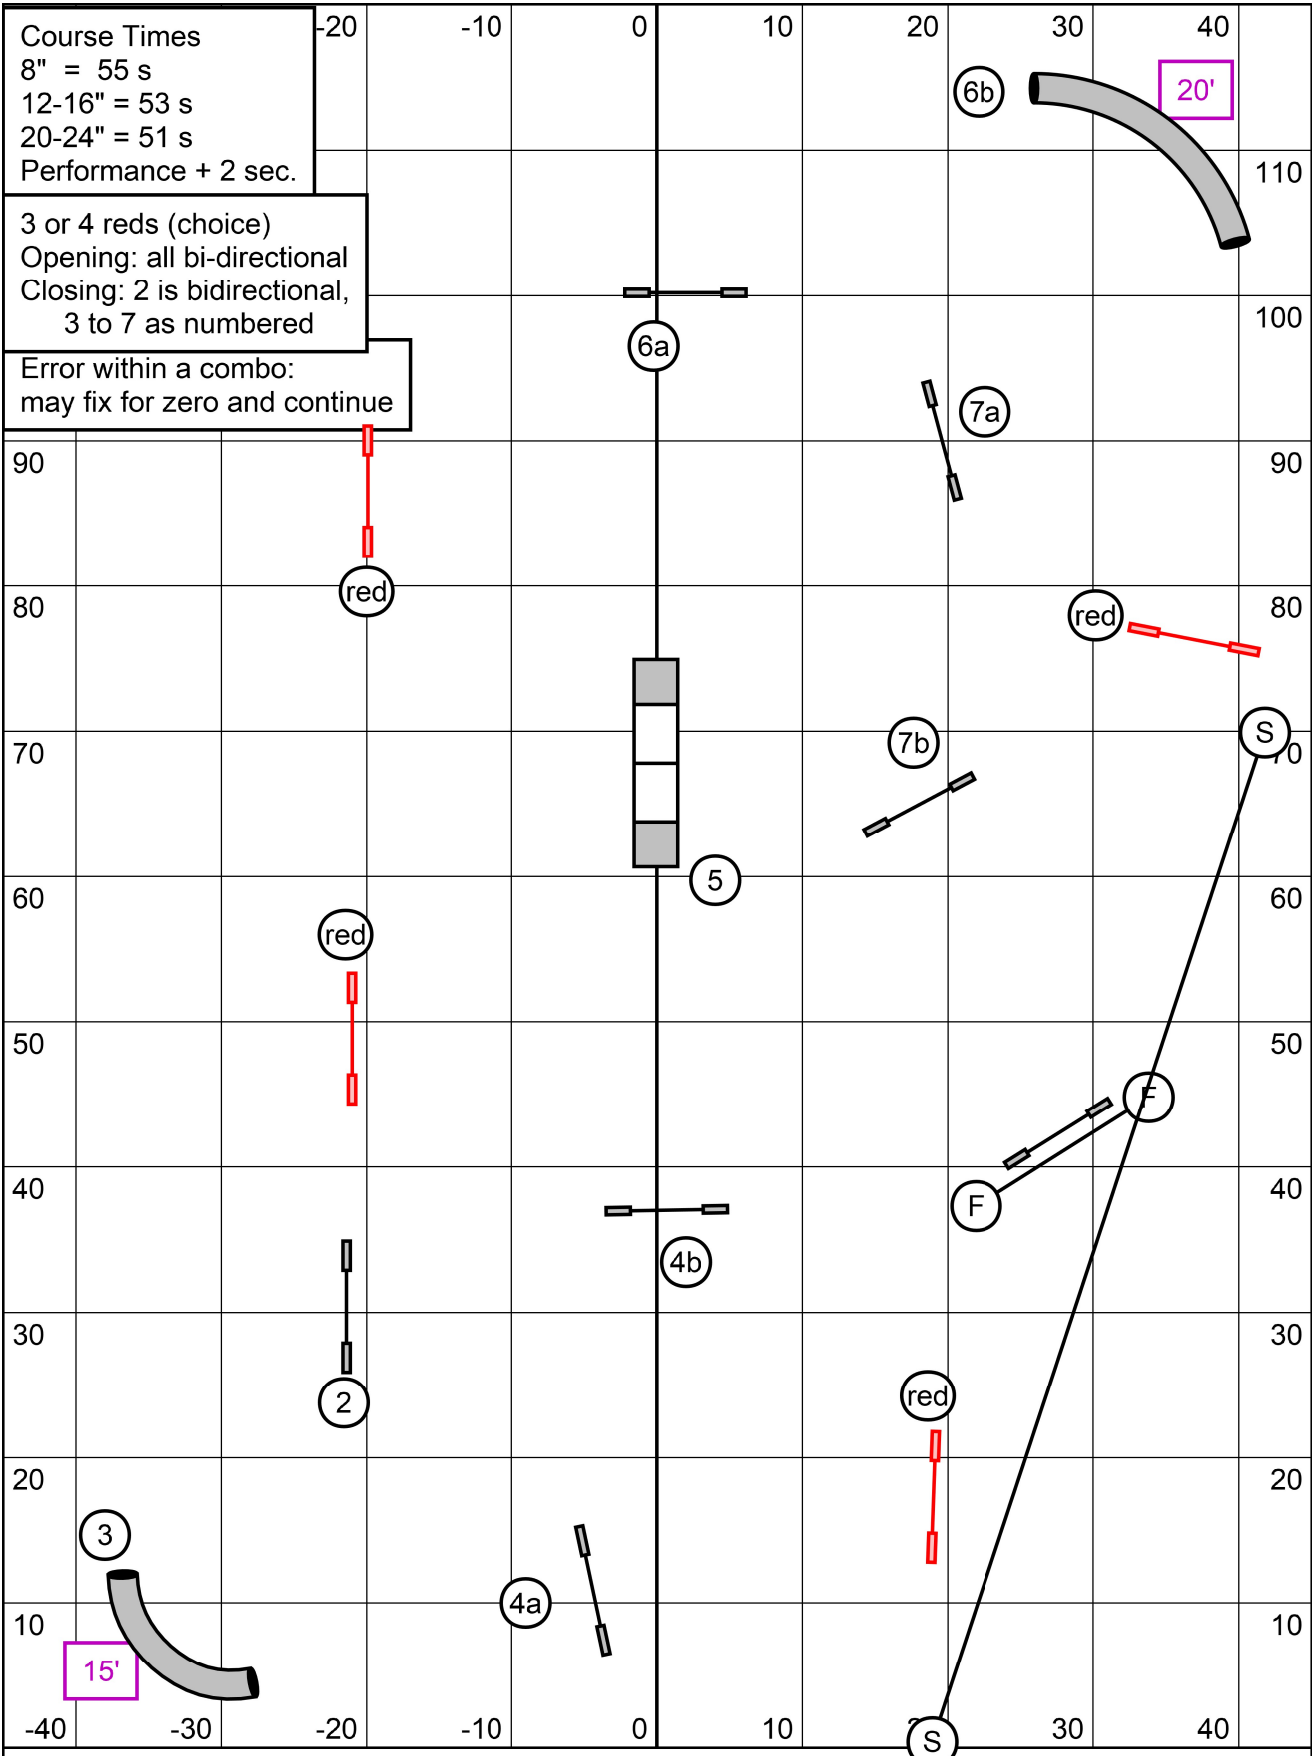 -20 -10 0 10 20 30 40
Course Times
8" = 55 s
12-16" = 53 s
20-24" = 51 s
Performance + 2 sec.
6b
20'
110
3 or 4 reds (choice)
Opening: all bi-directional
Closing: 2 is bidirectional,
3 to 7 as numbered
100
6a
Error within a combo:
may fix for zero and continue
7a
90 90
red
80 red 80
70 7b S 70
5
60 60
red
50 50
F
40 F 40
4b
30 30
2
red
20 20
3
4a
10 10
15'
-40 -30 -20 -10 0 10 S 30 40